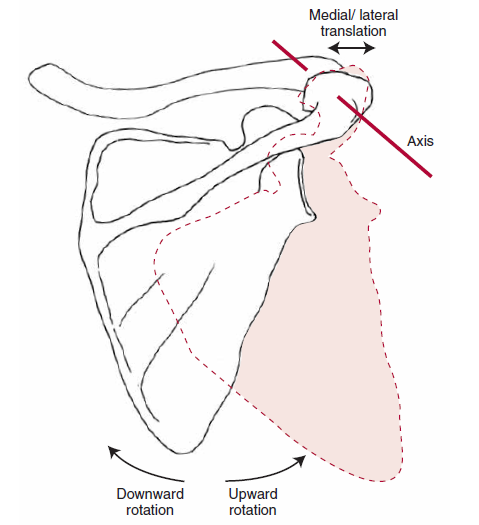 Medial/ lateral
translation
Axis
Downward
rotation
Upward
rotation